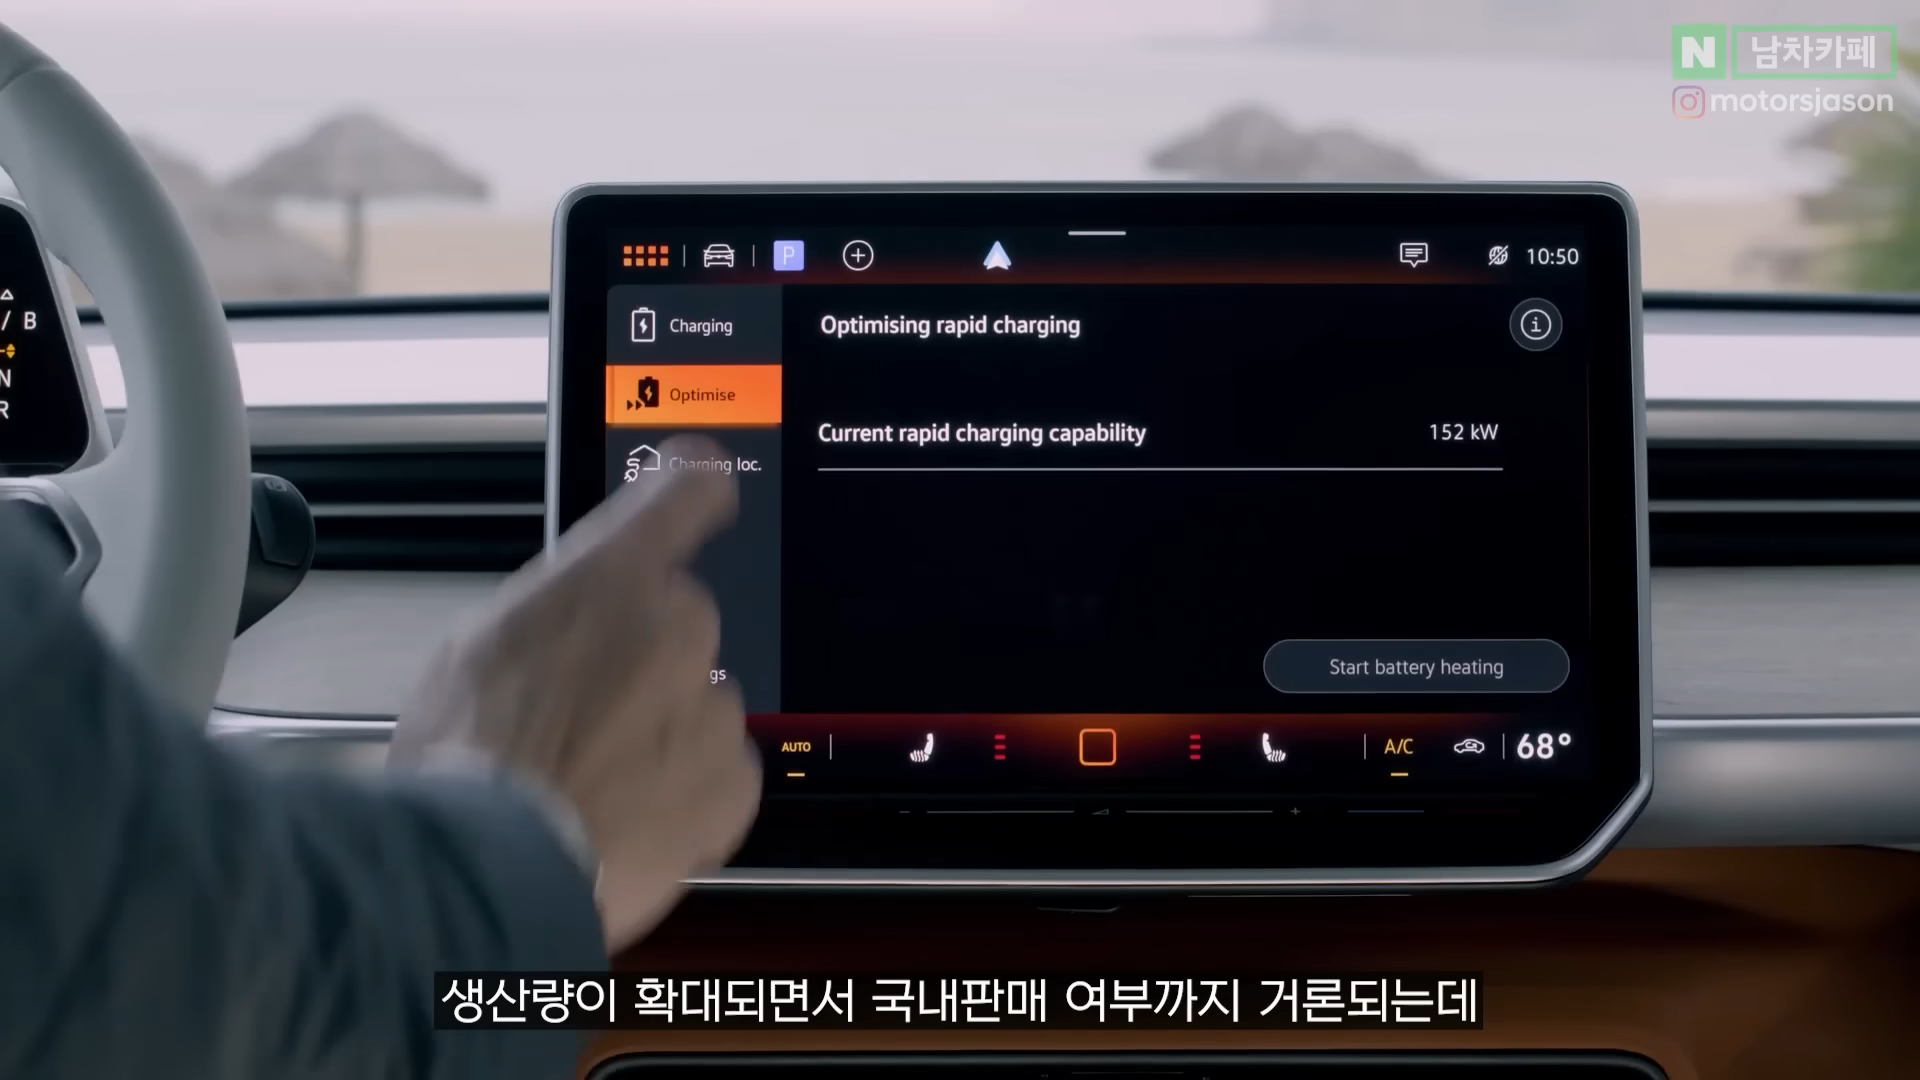 N 남차카페
motorsjason
P
10:50
/ B
N
R
Charging
Optimise
Charging loc.
gs
Optimising rapid charging
i
Current rapid charging capability 152 kW
Start battery heating
AUTO
A/C
68°
생산량이 확대되면서 국내판매 여부까지 거론되는데